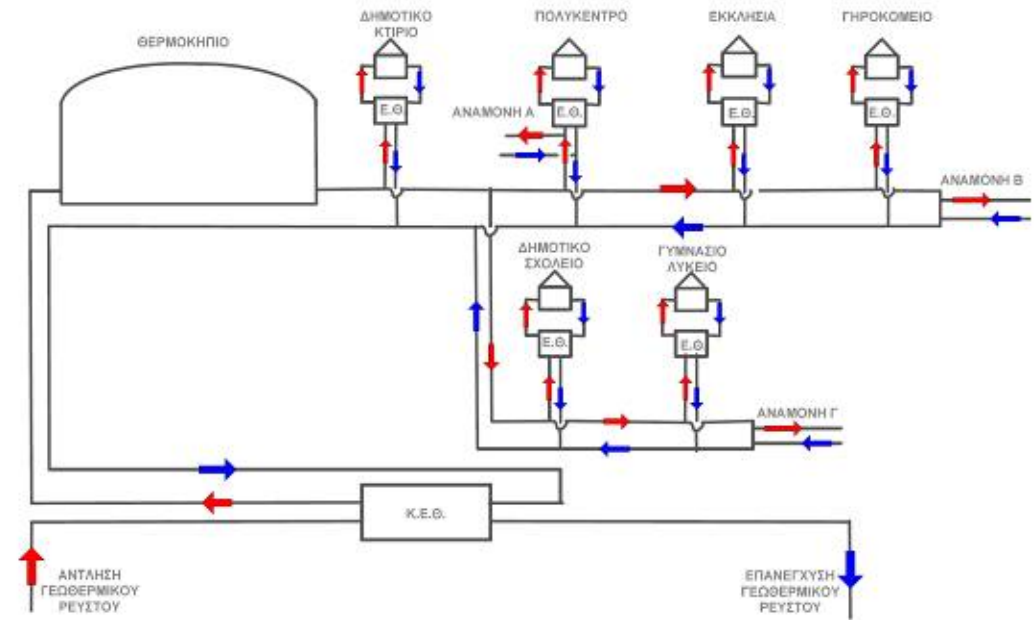 ΘΕΡΜΟΚΗΠΙΟ
ΔΗΜΟΤΙΚΟ
ΚΤΙΡΙΟ
ΠΟΛΥΚΕΝΤΡΟ
ΕΚΚΛΗΣΙΑ
ΓΗΡΟΚΟΜΕΙΟ
Ε.Θ.
Ε.Θ.
Ε.Θ.
Ε.Θ.
ΑΝΑΜΟΝΗ Α
ΑΝΑΜΟΝΗ Β
ΔΗΜΟΤΙΚΟ
ΣΧΟΛΕΙΟ
ΓΥΜΝΑΣΙΟ
ΛΥΚΕΙΟ
Ε.Θ.
Ε.Θ.
ΑΝΑΜΟΝΗ Γ
Κ.Ε.Θ.
ΑΝΤΛΗΣΗ
ΓΕΩΘΕΡΜΙΚΟΥ
ΡΕΥΣΤΟΥ
ΕΠΑΝΕΓΧΥΣΗ
ΓΕΩΘΕΡΜΙΚΟΥ
ΡΕΥΣΤΟΥ